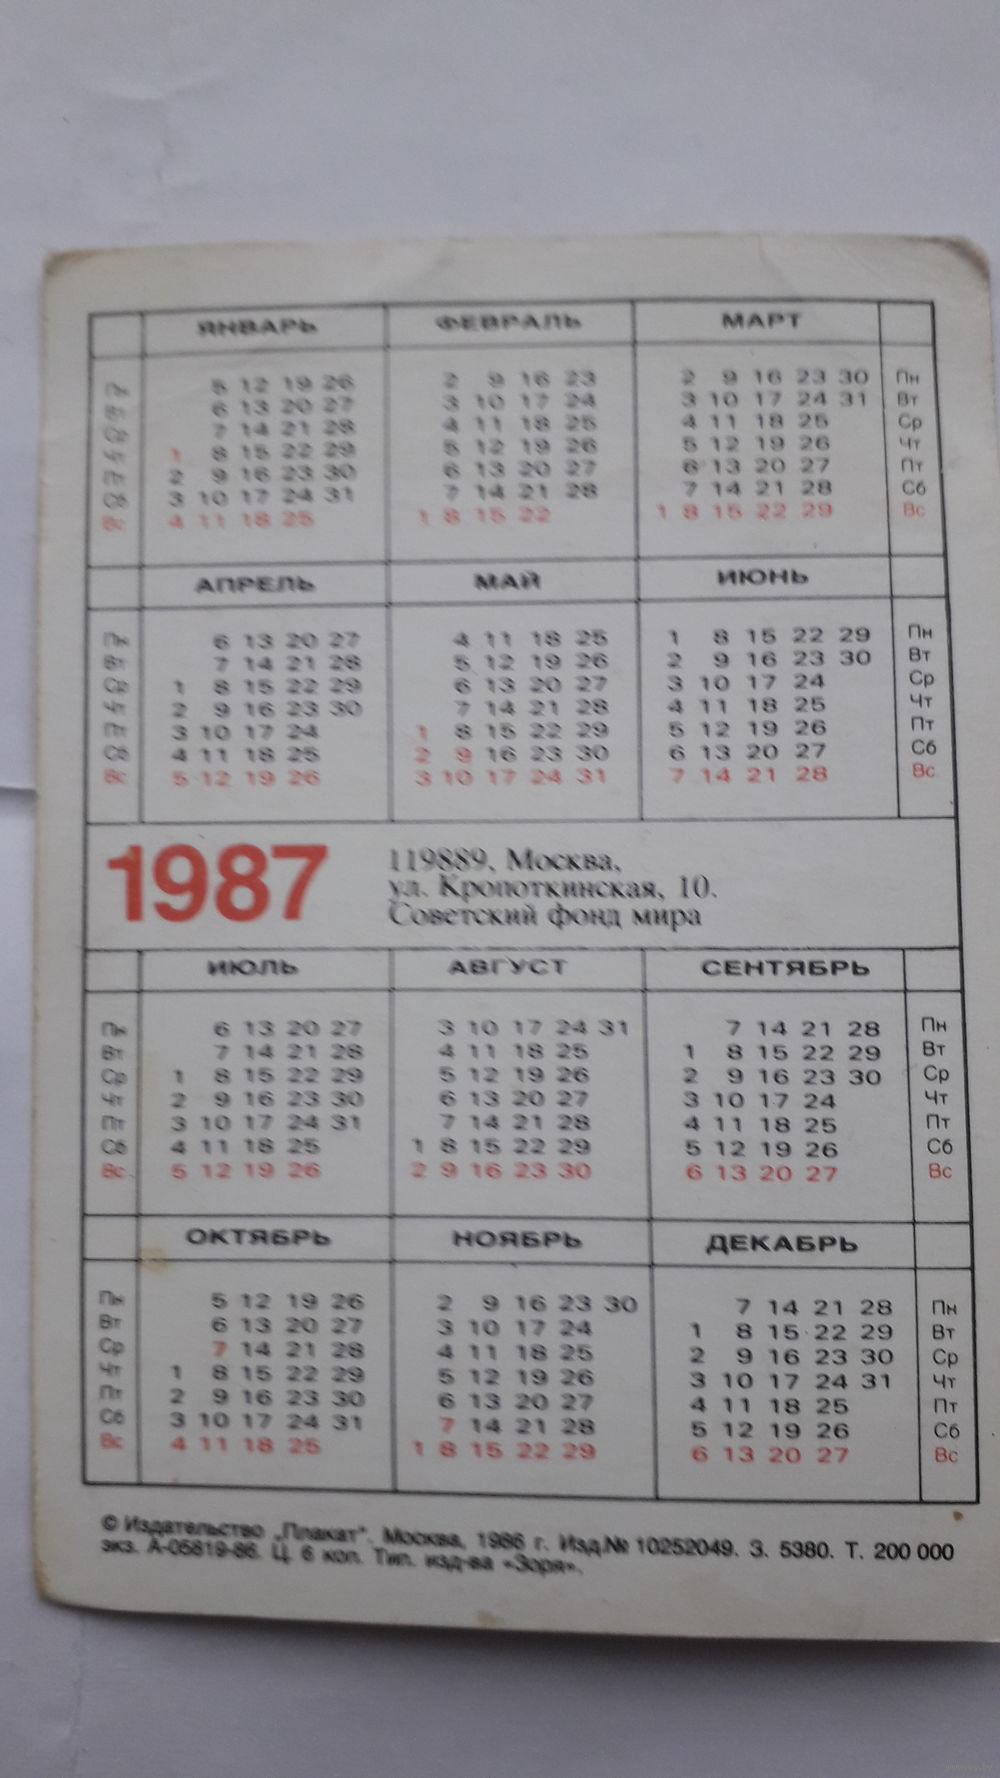 ЯНВАРЬ ФЕВРАЛЬ МАРТ
Пн 5 12 19 26 2 9 16 23 2 9 16 23 30 Пн
Вт 6 13 20 27 3 10 17 24 3 10 17 24 31 Вт
Ср 7 14 21 28 4 11 18 25 4 11 18 25 Ср
Чт 1 8 15 22 29 5 12 19 26 5 12 19 26 Чт
Пт 2 9 16 23 30 6 13 20 27 6 13 20 27 Пт
Сб 3 10 17 24 31 7 14 21 28 7 14 21 28 Сб
Вс 4 11 18 25 1 8 15 22 1 8 15 22 29 Вс
АПРЕЛЬ МАЙ ИЮНЬ
Пн 6 13 20 27 4 11 18 25 1 8 15 22 29 Пн
Вт 7 14 21 28 5 12 19 26 2 9 16 23 30 Вт
Ср 1 8 15 22 29 6 13 20 27 3 10 17 24 Ср
Чт 2 9 16 23 30 7 14 21 28 4 11 18 25 Чт
Пт 3 10 17 24 1 8 15 22 29 5 12 19 26 Пт
Сб 4 11 18 25 2 9 16 23 30 6 13 20 27 Сб
Вс 5 12 19 26 3 10 17 24 31 7 14 21 28 Вс
1987
119889, Москва,
ул. Кропоткинская, 10.
Советский фонд мира
ИЮЛЬ АВГУСТ СЕНТЯБРЬ
Пн 6 13 20 27 3 10 17 24 31 7 14 21 28 Пн
Вт 7 14 21 28 4 11 18 25 1 8 15 22 29 Вт
Ср 1 8 15 22 29 5 12 19 26 2 9 16 23 30 Ср
Чт 2 9 16 23 30 6 13 20 27 3 10 17 24 Чт
Пт 3 10 17 24 31 7 14 21 28 4 11 18 25 Пт
Сб 4 11 18 25 1 8 15 22 29 5 12 19 26 Сб
Вс 5 12 19 26 2 9 16 23 30 6 13 20 27 Вс
ОКТЯБРЬ НОЯБРЬ ДЕКАБРЬ
Пн 5 12 19 26 2 9 16 23 30 7 14 21 28 Пн
Вт 6 13 20 27 3 10 17 24 1 8 15 22 29 Вт
Ср 7 14 21 28 4 11 18 25 2 9 16 23 30 Ср
Чт 1 8 15 22 29 5 12 19 26 3 10 17 24 31 Чт
Пт 2 9 16 23 30 6 13 20 27 4 11 18 25 Пт
Сб 3 10 17 24 31 7 14 21 28 5 12 19 26 Сб
Вс 4 11 18 25 1 8 15 22 29 6 13 20 27 Вс
© Издательство „Плакат". Москва, 1986 г. Изд.№ 10252049. З. 5380. Т. 200 000
экз. А-05819-86. Ц. 6 коп. Тип. изд-ва «Зоря».